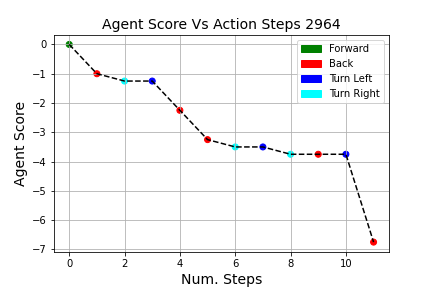 Agent Score Vs Action Steps 2964
Forward
Back
Turn Left
Turn Right
Agent Score
0
−1
−2
−3
−4
−5
−6
−7
0 2 4 6 8 10
Num. Steps